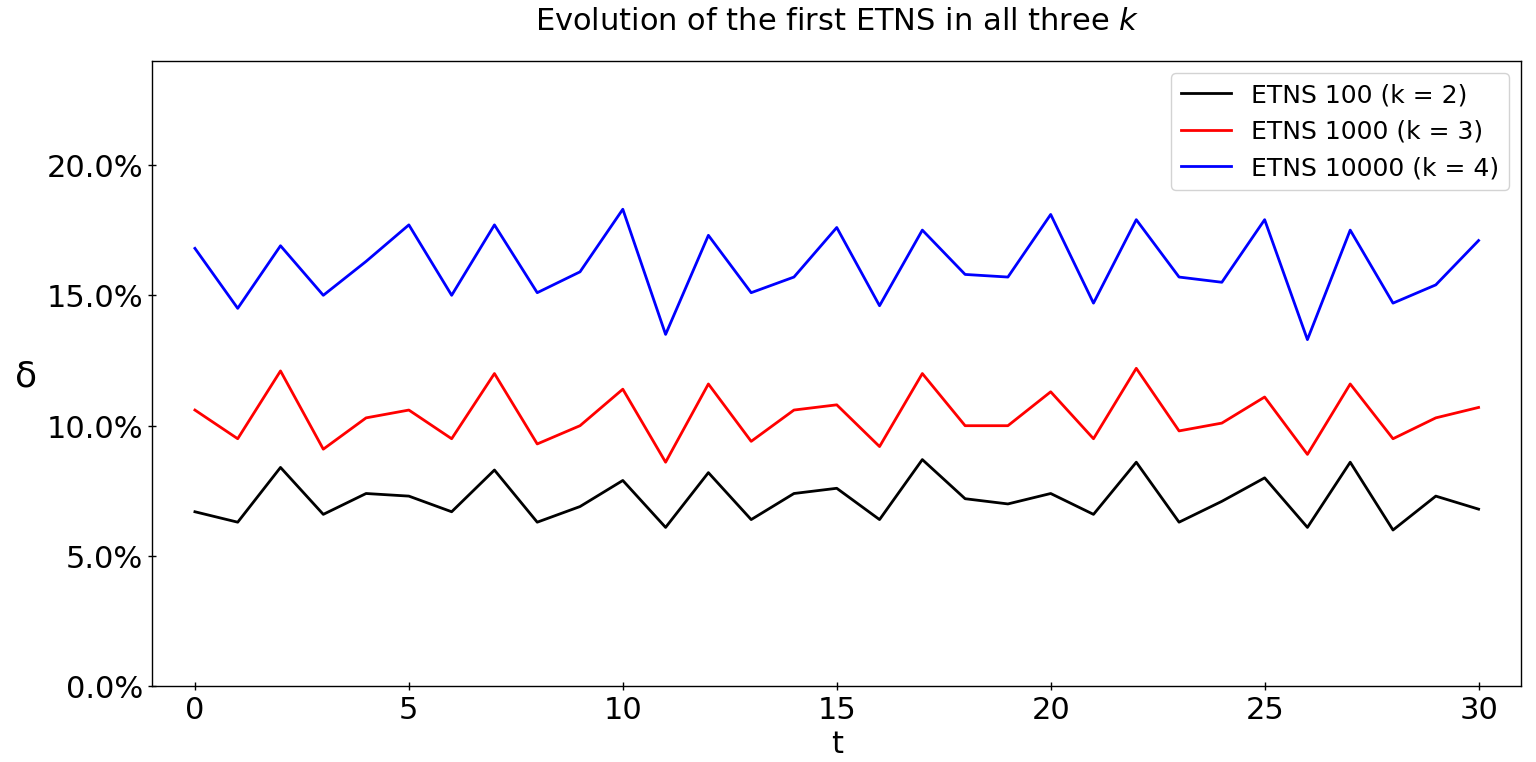 Evolution of the first ETNS in all three k
ETNS 100 (k = 2)
ETNS 1000 (k = 3)
ETNS 10000 (k = 4)
20.0%
15.0%
10.0%
5.0%
0.0%
δ
0 5 10 15 20 25 30
t